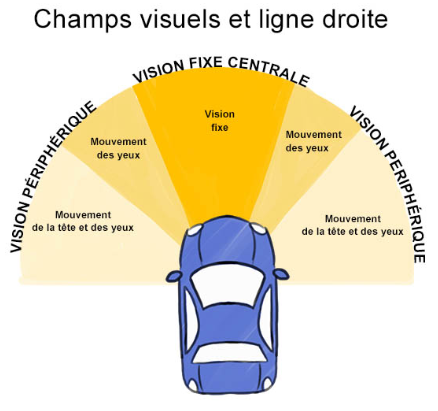 Champs visuels et ligne droite
VISION FIXE CENTRALE
VISION PÉRIPHÉRIQUE
VISION PERIPHÉRIQUE
Vision
fixe
Mouvement
des yeux
Mouvement
des yeux
Mouvement
de la tête et des yeux
Mouvement
de la tête et des yeux